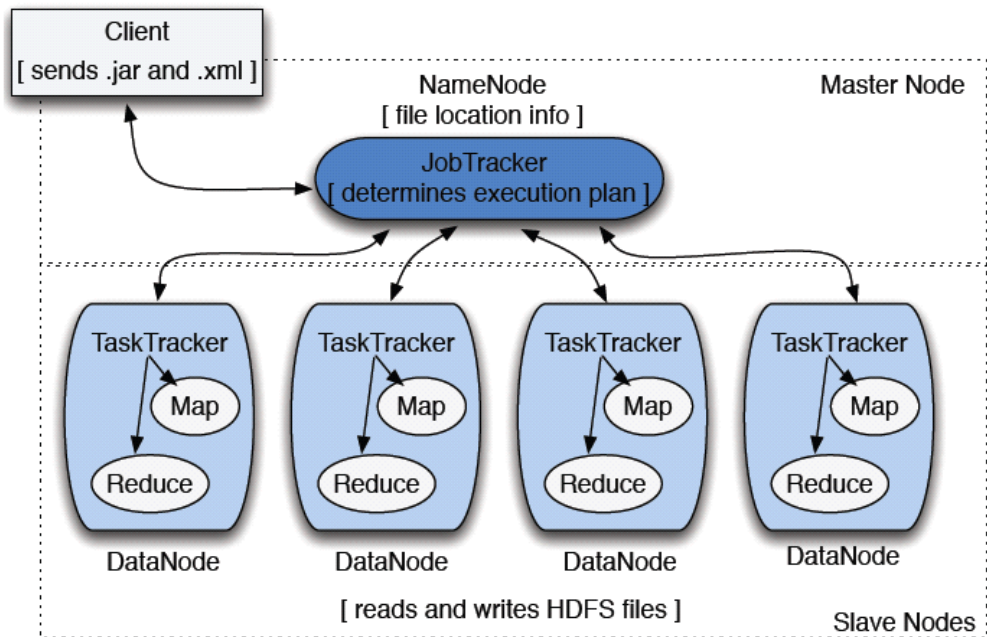 Client
[ sends .jar and .xml ]
NameNode
[ file location info ]
Master Node
JobTracker
[ determines execution plan ]
TaskTracker
Map
Reduce
DataNode
TaskTracker
Map
Reduce
DataNode
TaskTracker
Map
Reduce
DataNode
TaskTracker
Map
Reduce
DataNode
[ reads and writes HDFS files ]
Slave Nodes